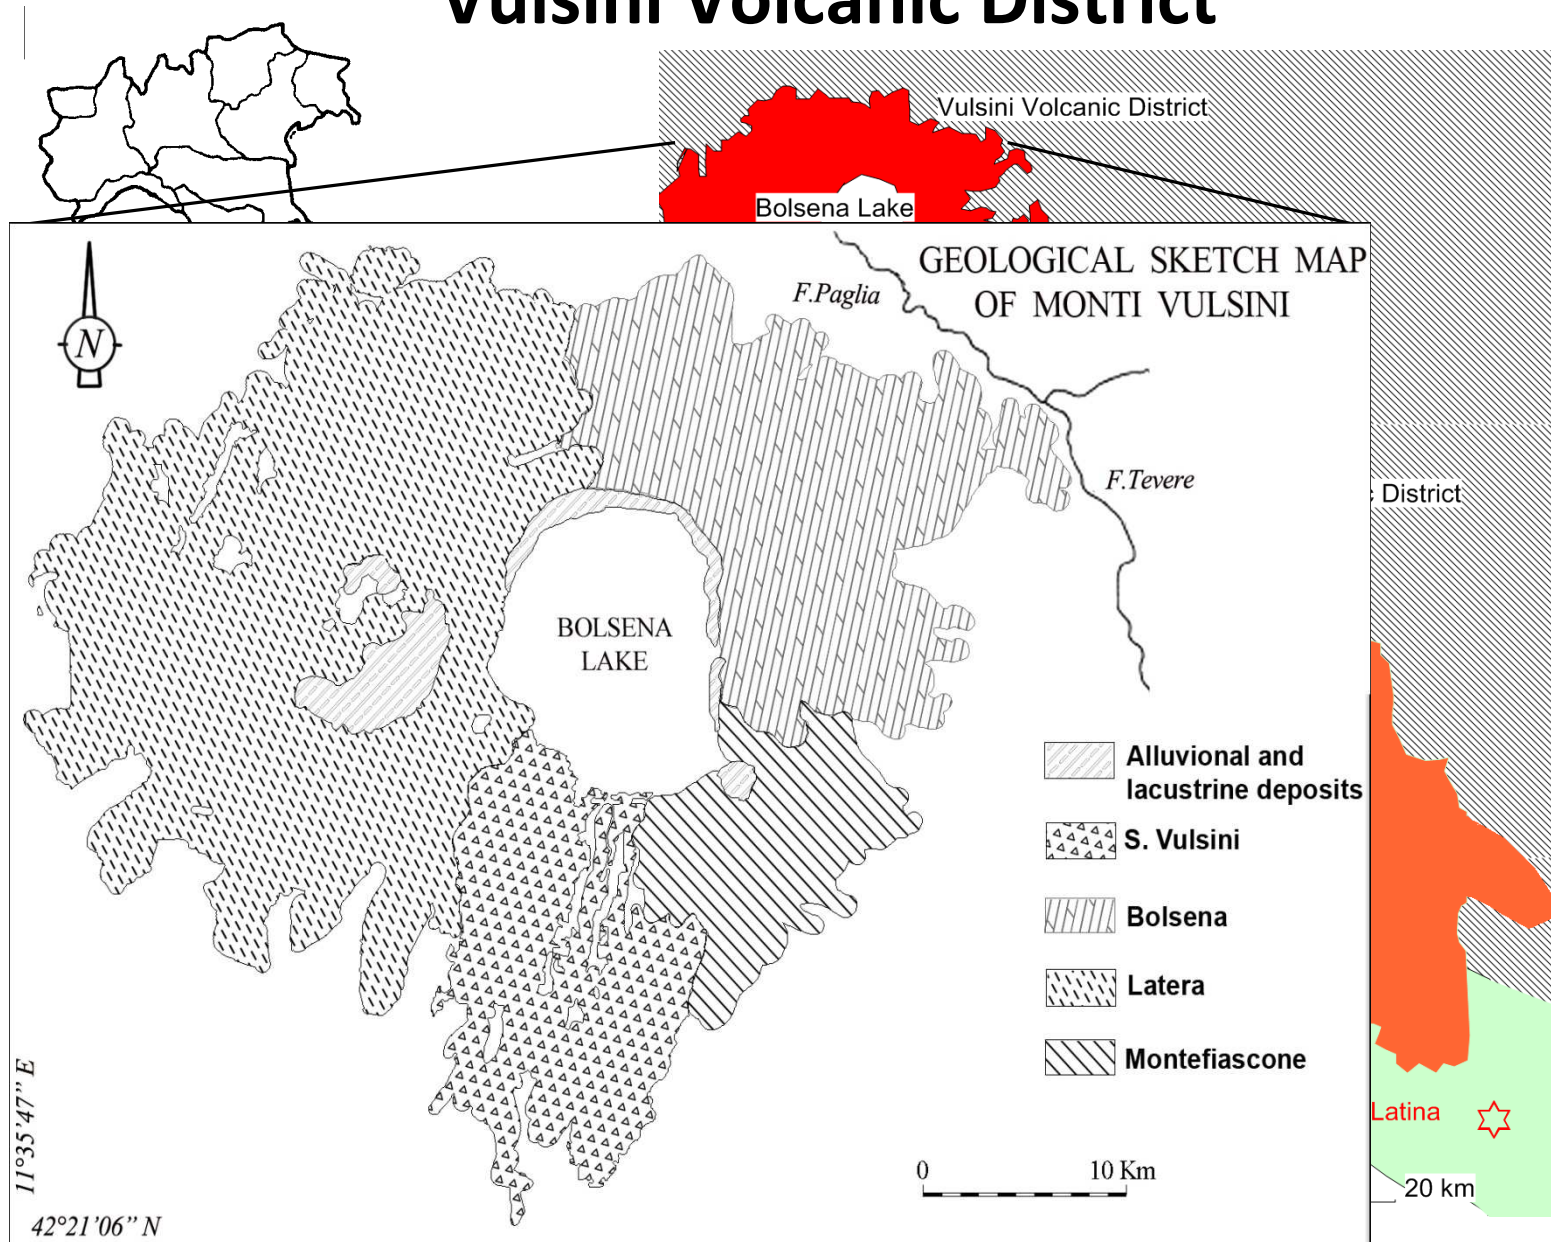 Vulsini Volcanic District
Vulsini Volcanic District
Bolsena Lake
GEOLOGICAL SKETCH MAP
OF MONTI VULSINI
F.Paglia
N
F.Tevere
District
BOLSENA
LAKE
Alluvional and
lacustrine deposits
S. Vulsini
Bolsena
Latera
Montefiascone
Latina
0 10 Km
20 km
11°35'47" E
42°21'06" N